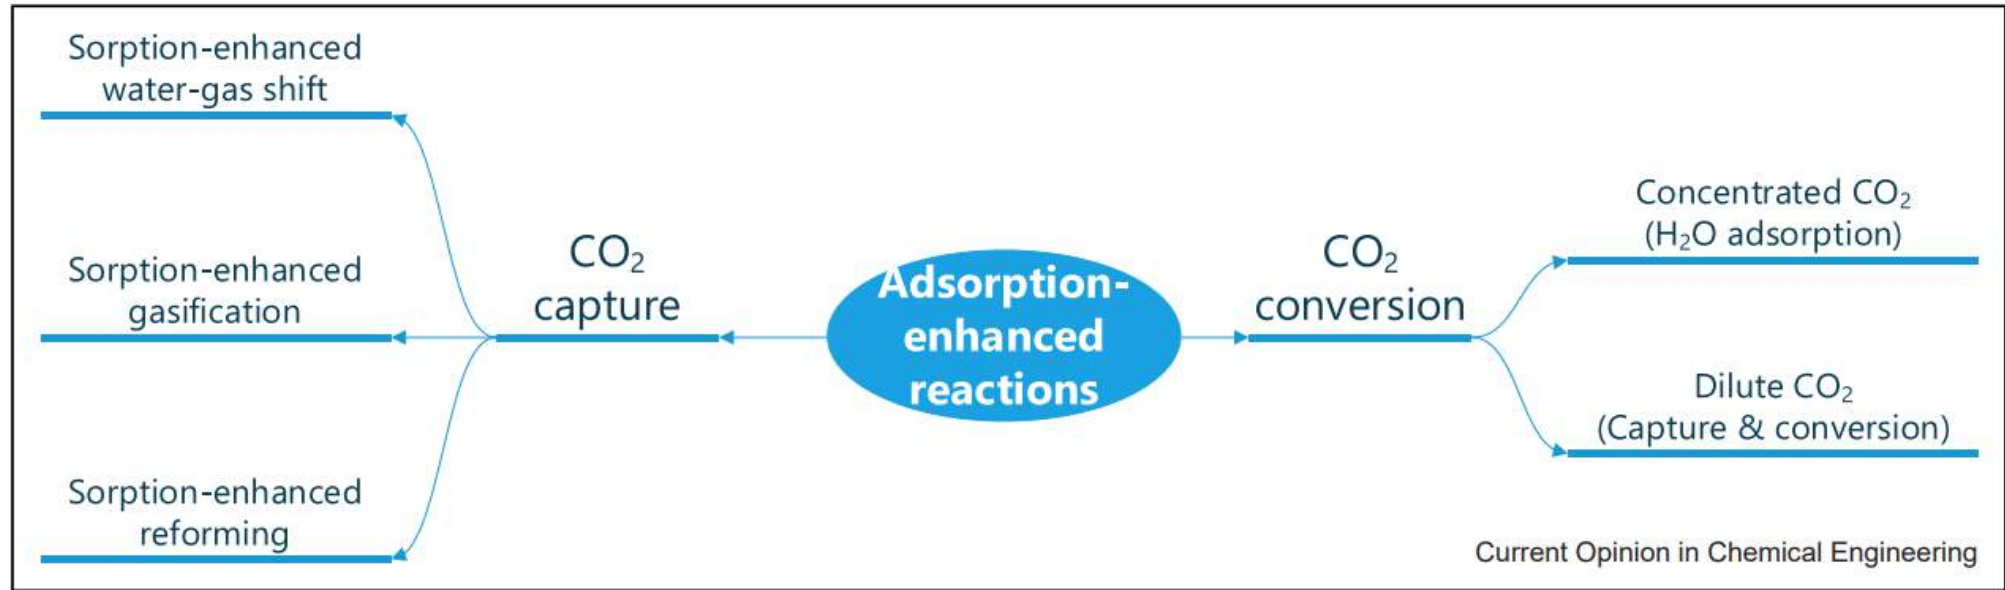 Sorption-enhanced
water-gas shift
Sorption-enhanced
gasification
Sorption-enhanced
reforming
CO₂
capture
Adsorption-
enhanced
reactions
CO₂
conversion
Concentrated CO₂
(H₂O adsorption)
Dilute CO₂
(Capture & conversion)
Current Opinion in Chemical Engineering